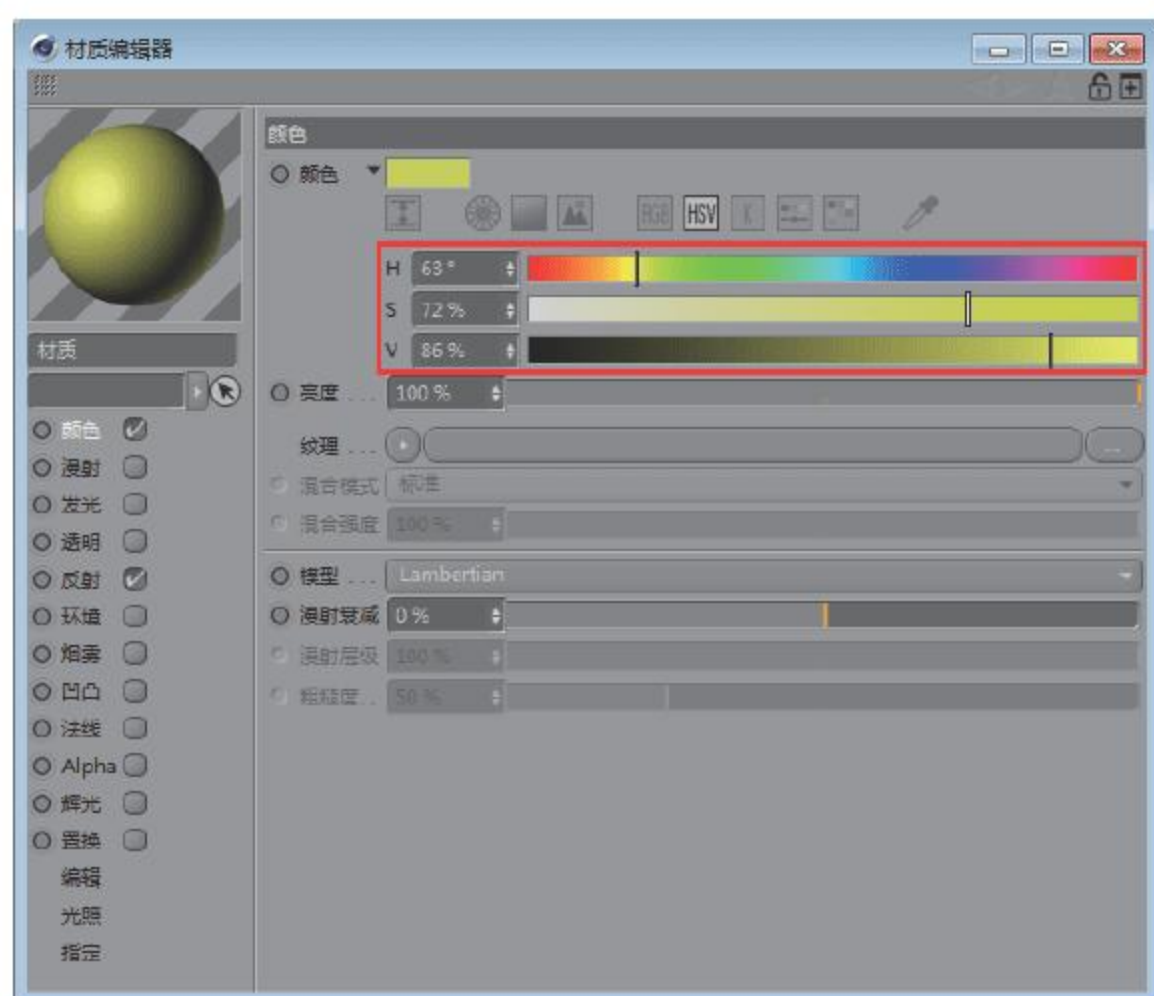 材质编辑器
颜色
颜色
RGB HSV K
H 63°
S 72%
V 86%
材质
亮度 . . . 100%
纹理 . . . ...
混合模式 标准
混合强度 100%
模型 . . . Lambertian
漫射衰减 0%
漫射层级 100%
粗糙度 . . 50%
颜色
漫射
发光
透明
反射
环境
烟雾
凹凸
法线
Alpha
辉光
置换
编辑
光照
指定